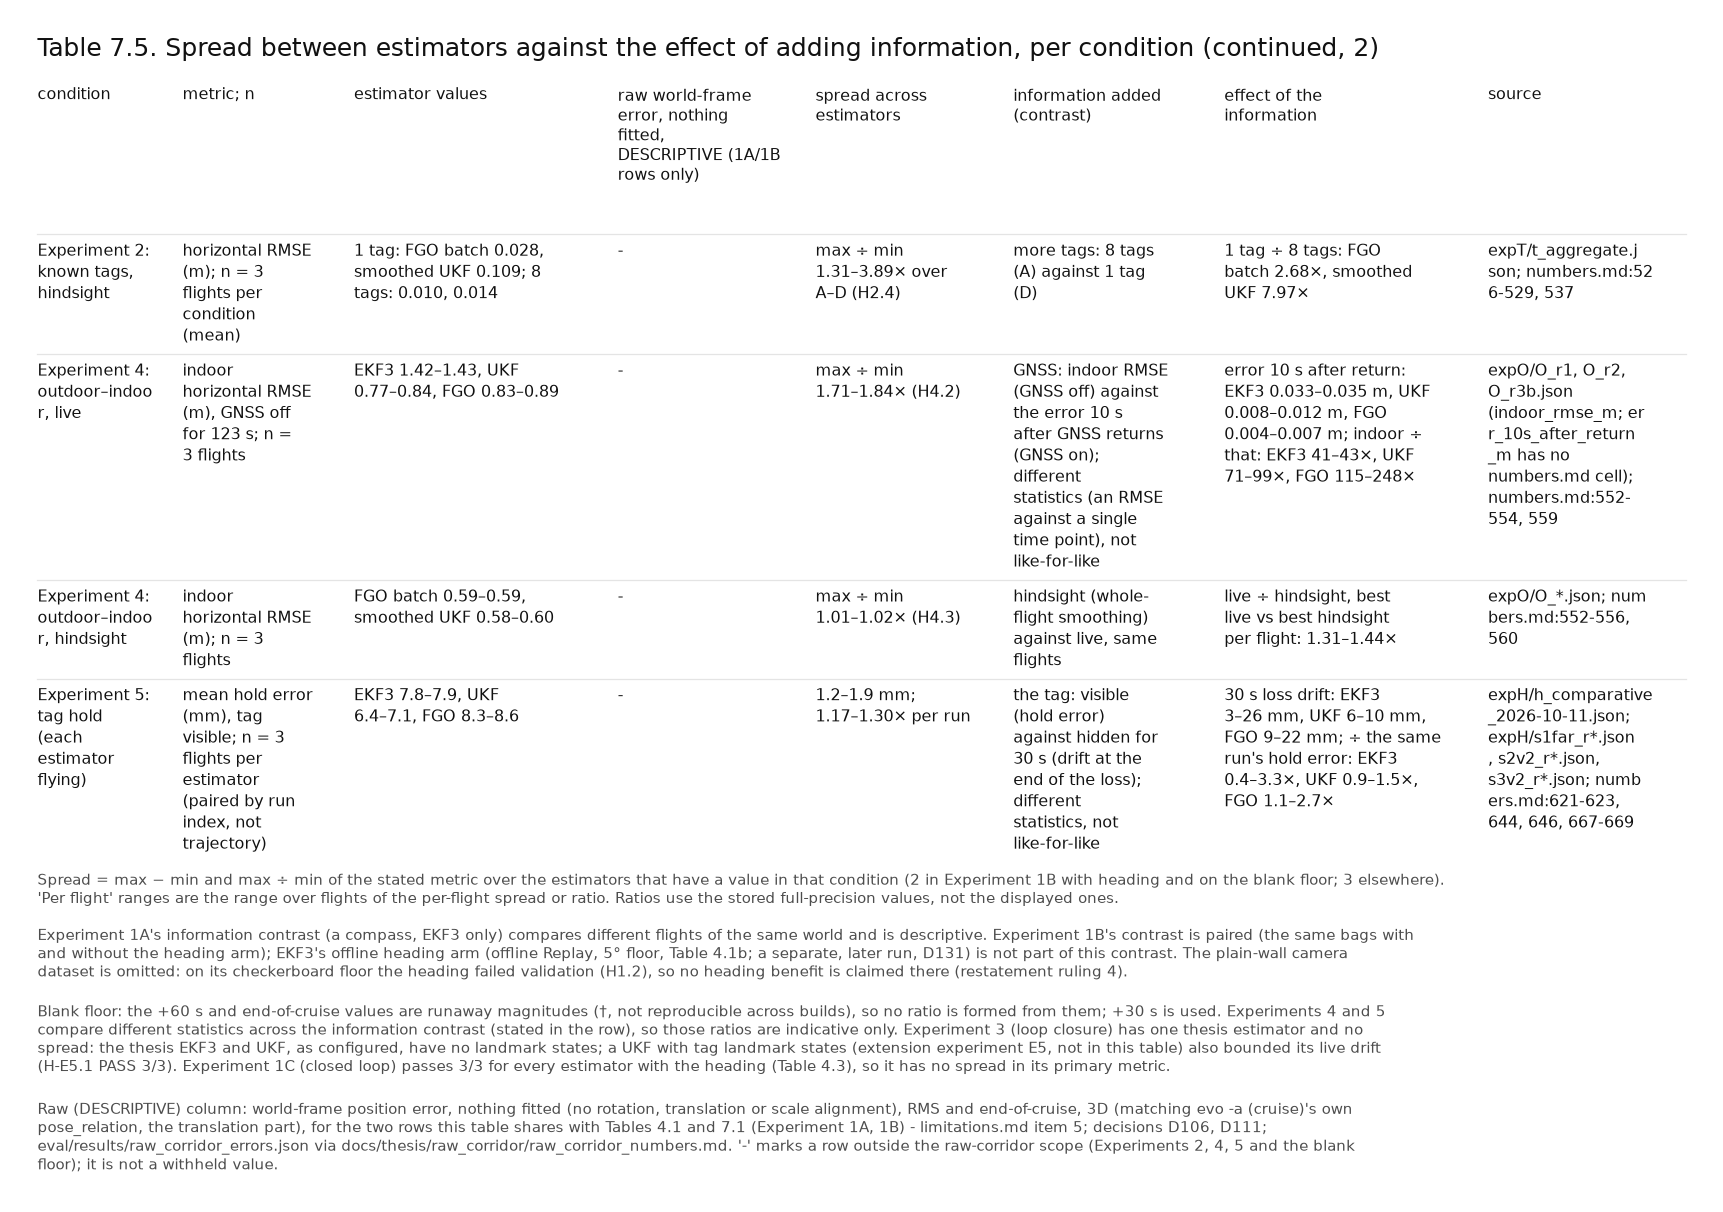 Table 7.5. Spread between estimators against the effect of adding information, per condition (continued, 2)
condition
metric; n
estimator values
raw world-frame
error, nothing
fitted,
DESCRIPTIVE (1A/1B
rows only)
spread across
estimators
information added
(contrast)
effect of the
information
source
Experiment 2:
known tags,
hindsight
horizontal RMSE
(m); n = 3
flights per
condition
(mean)
1 tag: FGO batch 0.028,
smoothed UKF 0.109; 8
tags: 0.010, 0.014
-
max ÷ min
1.31–3.89× over
A–D (H2.4)
more tags: 8 tags
(A) against 1 tag
(D)
1 tag ÷ 8 tags: FGO
batch 2.68×, smoothed
UKF 7.97×
expT/t_aggregate.j
son; numbers.md:52
6-529, 537
Experiment 4:
outdoor–indoo
r, live
indoor
horizontal RMSE
(m), GNSS off
for 123 s; n =
3 flights
EKF3 1.42–1.43, UKF
0.77–0.84, FGO 0.83–0.89
-
max ÷ min
1.71–1.84× (H4.2)
GNSS: indoor RMSE
(GNSS off) against
the error 10 s
after GNSS returns
(GNSS on);
different
statistics (an RMSE
against a single
time point), not
like-for-like
error 10 s after return:
EKF3 0.033–0.035 m, UKF
0.008–0.012 m, FGO
0.004–0.007 m; indoor ÷
that: EKF3 41–43×, UKF
71–99×, FGO 115–248×
expO/O_r1, O_r2,
O_r3b.json
(indoor_rmse_m; er
r_10s_after_return
_m has no
numbers.md cell);
numbers.md:552-
554, 559
Experiment 4:
outdoor–indoo
r, hindsight
indoor
horizontal RMSE
(m); n = 3
flights
FGO batch 0.59–0.59,
smoothed UKF 0.58–0.60
-
max ÷ min
1.01–1.02× (H4.3)
hindsight (whole-
flight smoothing)
against live, same
flights
live ÷ hindsight, best
live vs best hindsight
per flight: 1.31–1.44×
expO/O_*.json; num
bers.md:552-556,
560
Experiment 5:
tag hold
(each
estimator
flying)
mean hold error
(mm), tag
visible; n = 3
flights per
estimator
(paired by run
index, not
trajectory)
EKF3 7.8–7.9, UKF
6.4–7.1, FGO 8.3–8.6
-
1.2–1.9 mm;
1.17–1.30× per run
the tag: visible
(hold error)
against hidden for
30 s (drift at the
end of the loss);
different
statistics, not
like-for-like
30 s loss drift: EKF3
3–26 mm, UKF 6–10 mm,
FGO 9–22 mm; ÷ the same
run's hold error: EKF3
0.4–3.3×, UKF 0.9–1.5×,
FGO 1.1–2.7×
expH/h_comparative
_2026-10-11.json;
expH/s1far_r*.json
, s2v2_r*.json,
s3v2_r*.json; numb
ers.md:621-623,
644, 646, 667-669
Spread = max − min and max ÷ min of the stated metric over the estimators that have a value in that condition (2 in Experiment 1B with heading and on the blank floor; 3 elsewhere).
'Per flight' ranges are the range over flights of the per-flight spread or ratio. Ratios use the stored full-precision values, not the displayed ones.
Experiment 1A's information contrast (a compass, EKF3 only) compares different flights of the same world and is descriptive. Experiment 1B's contrast is paired (the same bags with
and without the heading arm); EKF3's offline heading arm (offline Replay, 5° floor, Table 4.1b; a separate, later run, D131) is not part of this contrast. The plain-wall camera
dataset is omitted: on its checkerboard floor the heading failed validation (H1.2), so no heading benefit is claimed there (restatement ruling 4).
Blank floor: the +60 s and end-of-cruise values are runaway magnitudes (†, not reproducible across builds), so no ratio is formed from them; +30 s is used. Experiments 4 and 5
compare different statistics across the information contrast (stated in the row), so those ratios are indicative only. Experiment 3 (loop closure) has one thesis estimator and no
spread: the thesis EKF3 and UKF, as configured, have no landmark states; a UKF with tag landmark states (extension experiment E5, not in this table) also bounded its live drift
(H-E5.1 PASS 3/3). Experiment 1C (closed loop) passes 3/3 for every estimator with the heading (Table 4.3), so it has no spread in its primary metric.
Raw (DESCRIPTIVE) column: world-frame position error, nothing fitted (no rotation, translation or scale alignment), RMS and end-of-cruise, 3D (matching evo -a (cruise)'s own
pose_relation, the translation part), for the two rows this table shares with Tables 4.1 and 7.1 (Experiment 1A, 1B) - limitations.md item 5; decisions D106, D111;
eval/results/raw_corridor_errors.json via docs/thesis/raw_corridor/raw_corridor_numbers.md. '-' marks a row outside the raw-corridor scope (Experiments 2, 4, 5 and the blank
floor); it is not a withheld value.